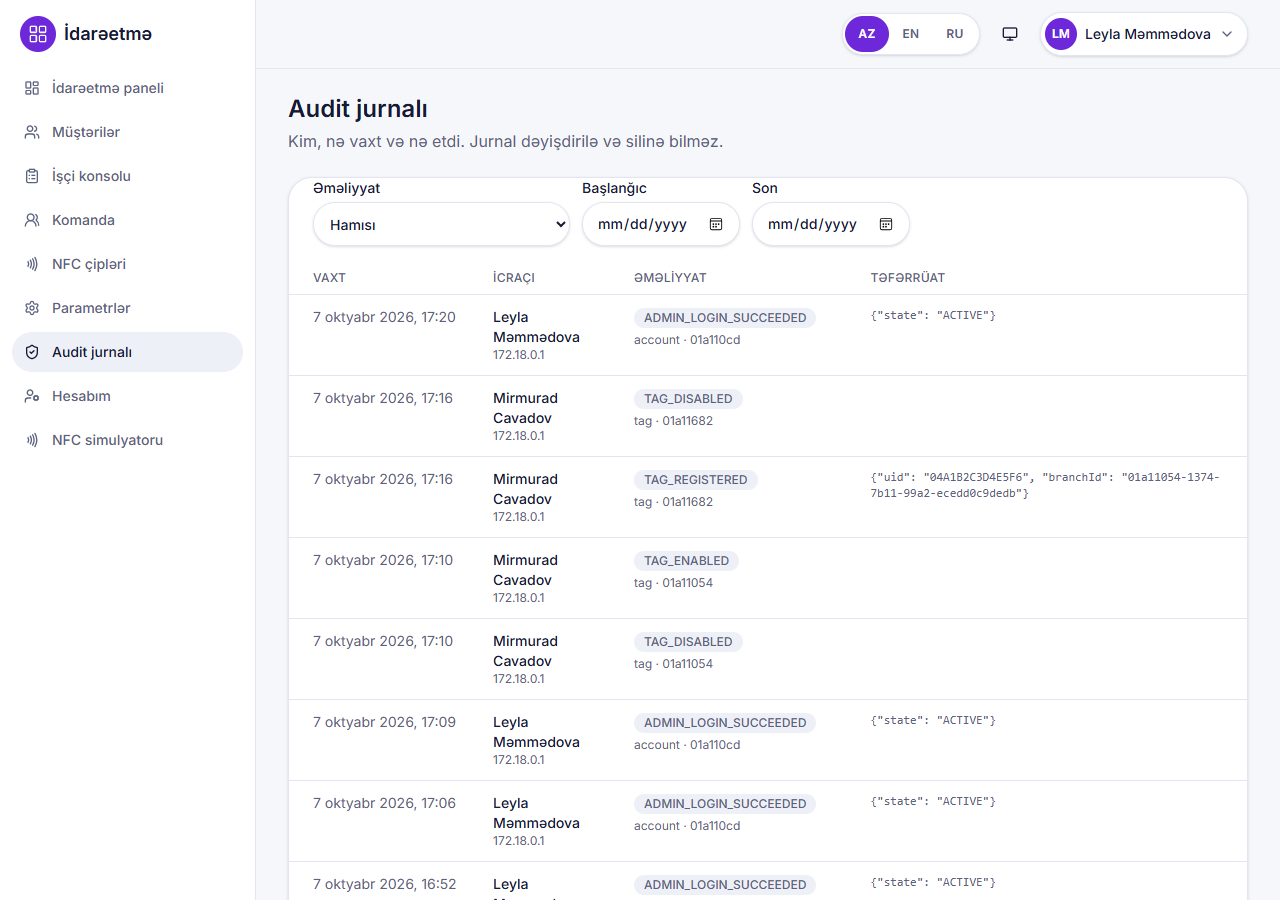 İdarəetmə
AZ EN RU
LM Leyla Məmmədova
İdarəetmə paneli
Müştərilər
İşçi konsolu
Komanda
NFC çipləri
Parametrlər
Audit jurnalı
Hesabım
NFC simulyatoru
Audit jurnalı
Kim, nə vaxt və nə etdi. Jurnal dəyişdirilə və silinə bilməz.
Əməliyyat Başlanğıc Son
Hamısı mm/dd/yyyy mm/dd/yyyy
VAXT İCRAÇI ƏMƏLİYYAT TƏFƏRRÜAT
7 oktyabr 2026, 17:20 Leyla Məmmədova ADMIN_LOGIN_SUCCEEDED {"state": "ACTIVE"}
172.18.0.1 account · 01a110cd
7 oktyabr 2026, 17:16 Mirmurad Cavadov TAG_DISABLED
172.18.0.1 tag · 01a11682
7 oktyabr 2026, 17:16 Mirmurad Cavadov TAG_REGISTERED {"uid": "04A1B2C3D4E5F6", "branchId": "01a11054-1374-
172.18.0.1 tag · 01a11682 7b11-99a2-ecedd0c9dedb"}
7 oktyabr 2026, 17:10 Mirmurad Cavadov TAG_ENABLED
172.18.0.1 tag · 01a11054
7 oktyabr 2026, 17:10 Mirmurad Cavadov TAG_DISABLED
172.18.0.1 tag · 01a11054
7 oktyabr 2026, 17:09 Leyla Məmmədova ADMIN_LOGIN_SUCCEEDED {"state": "ACTIVE"}
172.18.0.1 account · 01a110cd
7 oktyabr 2026, 17:06 Leyla Məmmədova ADMIN_LOGIN_SUCCEEDED {"state": "ACTIVE"}
172.18.0.1 account · 01a110cd
7 oktyabr 2026, 16:52 Leyla ADMIN_LOGIN_SUCCEEDED {"state": "ACTIVE"}